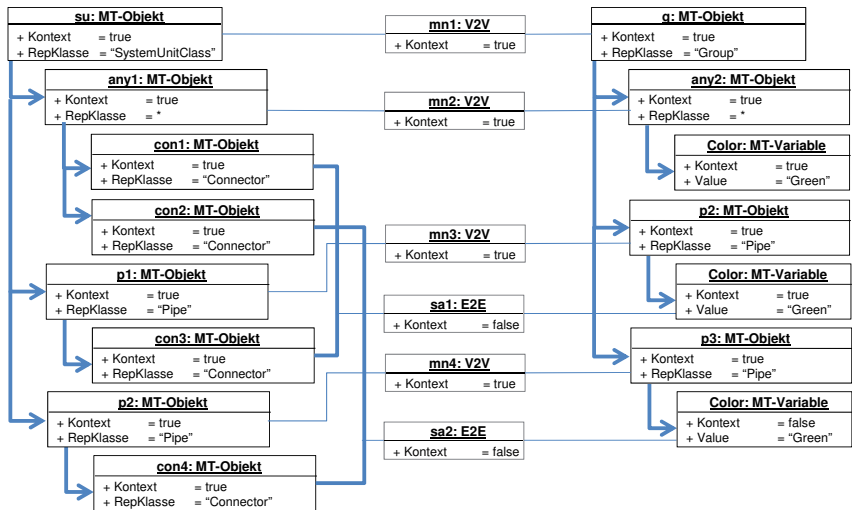 su: MT-Objekt
+ Kontext = true
+ RepKlasse = “SystemUnitClass”
any1: MT-Objekt
+ Kontext = true
+ RepKlasse = *
con1: MT-Objekt
+ Kontext = true
+ RepKlasse = “Connector”
con2: MT-Objekt
+ Kontext = true
+ RepKlasse = “Connector”
p1: MT-Objekt
+ Kontext = true
+ RepKlasse = “Pipe”
con3: MT-Objekt
+ Kontext = true
+ RepKlasse = “Connector”
p2: MT-Objekt
+ Kontext = true
+ RepKlasse = “Pipe”
con4: MT-Objekt
+ Kontext = true
+ RepKlasse = “Connector”
mn1: V2V
+ Kontext = true
mn2: V2V
+ Kontext = true
mn3: V2V
+ Kontext = true
sa1: E2E
+ Kontext = false
mn4: V2V
+ Kontext = true
sa2: E2E
+ Kontext = false
g: MT-Objekt
+ Kontext = true
+ RepKlasse = “Group”
any2: MT-Objekt
+ Kontext = true
+ RepKlasse = *
Color: MT-Variable
+ Kontext = true
+ Value = “Green”
p2: MT-Objekt
+ Kontext = true
+ RepKlasse = “Pipe”
Color: MT-Variable
+ Kontext = true
+ Value = “Green”
p3: MT-Objekt
+ Kontext = true
+ RepKlasse = “Pipe”
Color: MT-Variable
+ Kontext = false
+ Value = “Green”